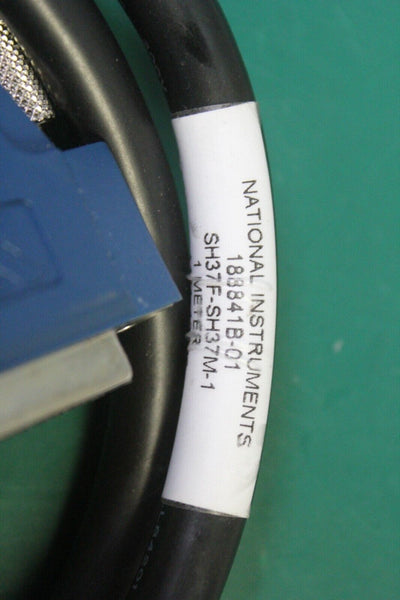 NATIONAL INSTRUMENTS
188841B-01
SH37F-SH37M-1
1 METER